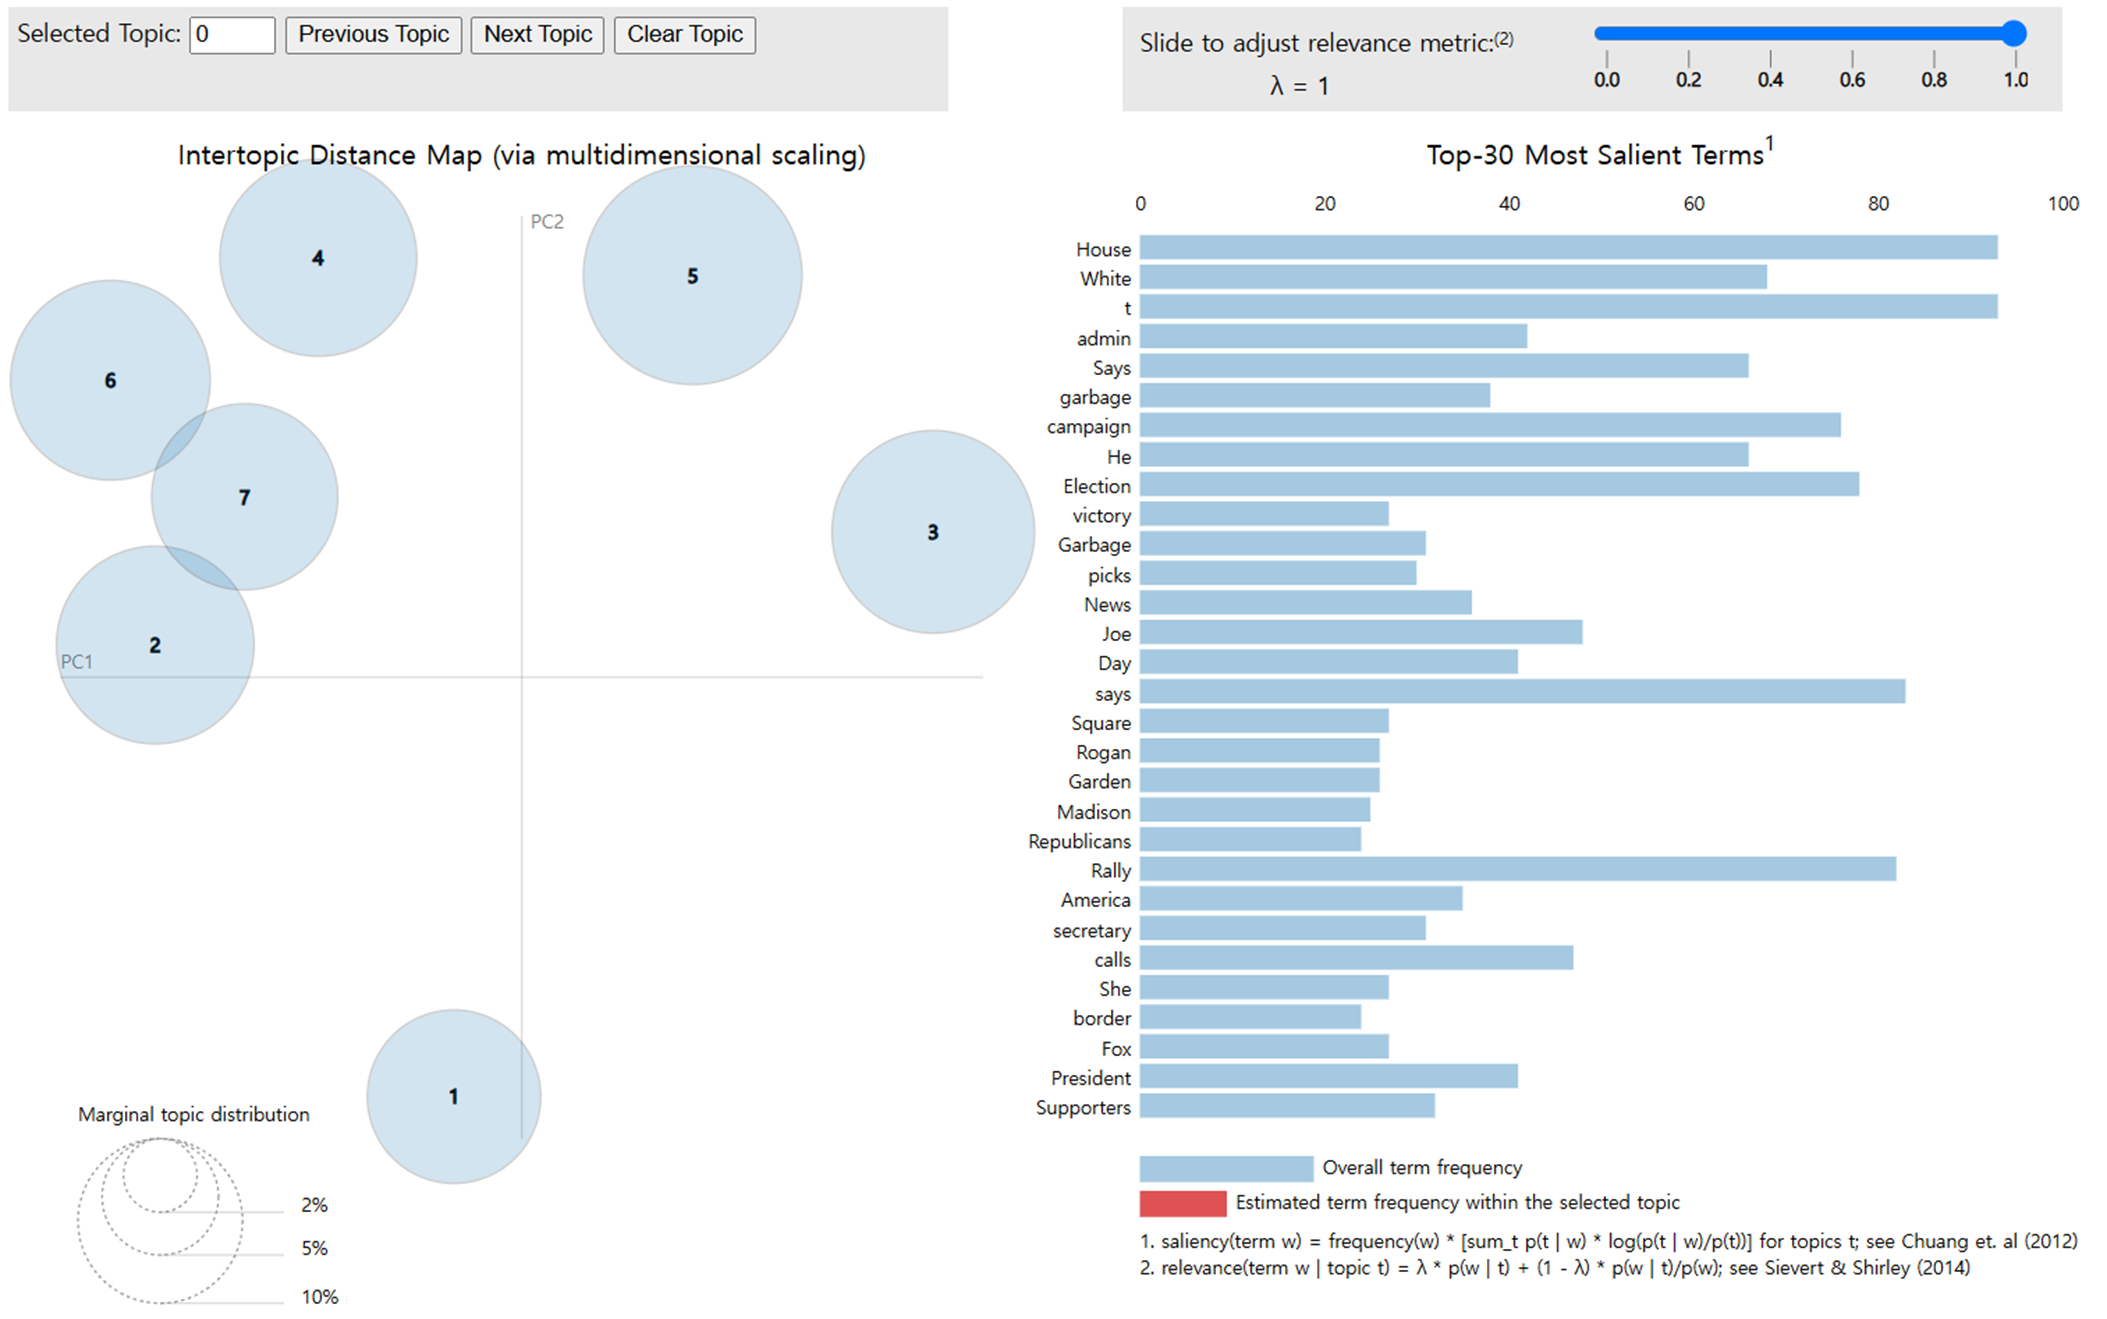 Selected Topic: 0 Previous Topic Next Topic Clear Topic
Slide to adjust relevance metric:(2)
λ = 1
0.0 0.2 0.4 0.6 0.8 1.0
Intertopic Distance Map (via multidimensional scaling)
PC2
4
5
6
7
3
2
PC1
1
Marginal topic distribution
2%
5%
10%
Top-30 Most Salient Terms1
0 20 40 60 80 100
House
White
t
admin
Says
garbage
campaign
He
Election
victory
Garbage
picks
News
Joe
Day
says
Square
Rogan
Garden
Madison
Republicans
Rally
America
secretary
calls
She
border
Fox
President
Supporters
Overall term frequency
Estimated term frequency within the selected topic
1. saliency(term w) = frequency(w) * [sum_t p(t | w) * log(p(t | w)/p(t))] for topics t; see Chuang et. al (2012)
2. relevance(term w | topic t) = λ * p(w | t) + (1 - λ) * p(w | t)/p(w); see Sievert & Shirley (2014)